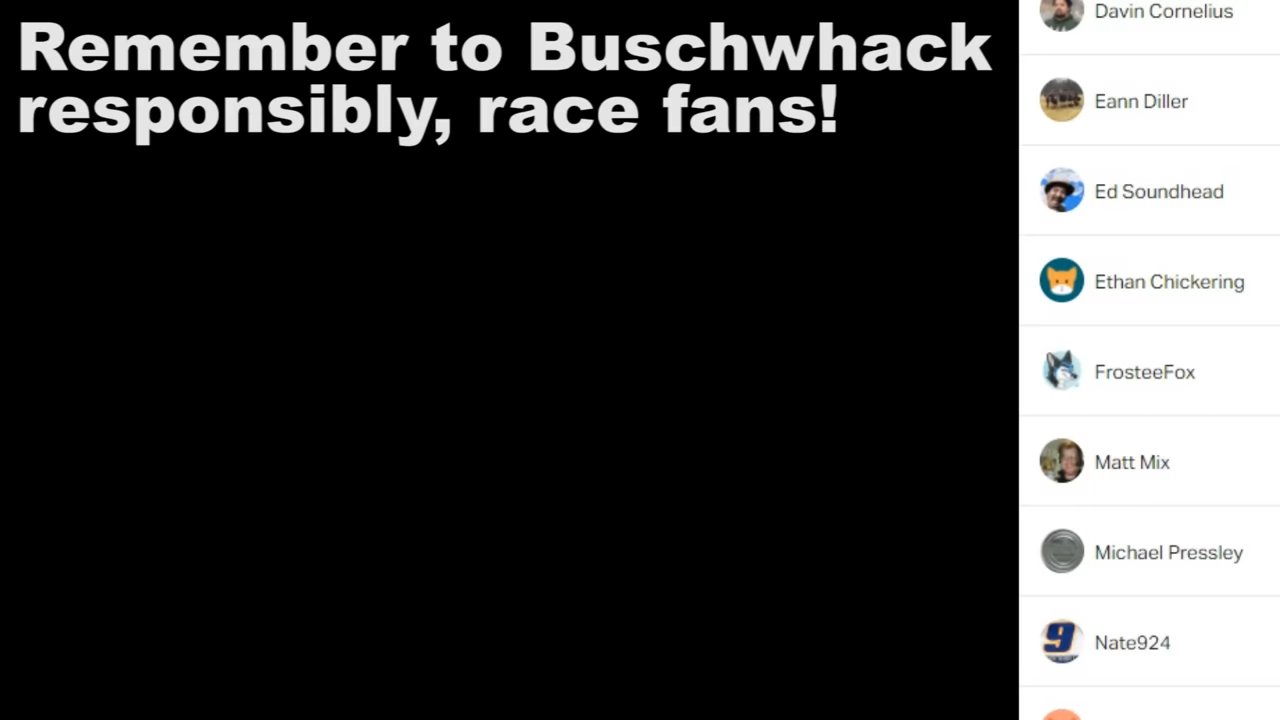 Remember to Buschwhack
responsibly, race fans!
Davin Cornelius
Eann Diller
Ed Soundhead
Ethan Chickering
FrosteeFox
Matt Mix
Michael Pressley
9
Nate924